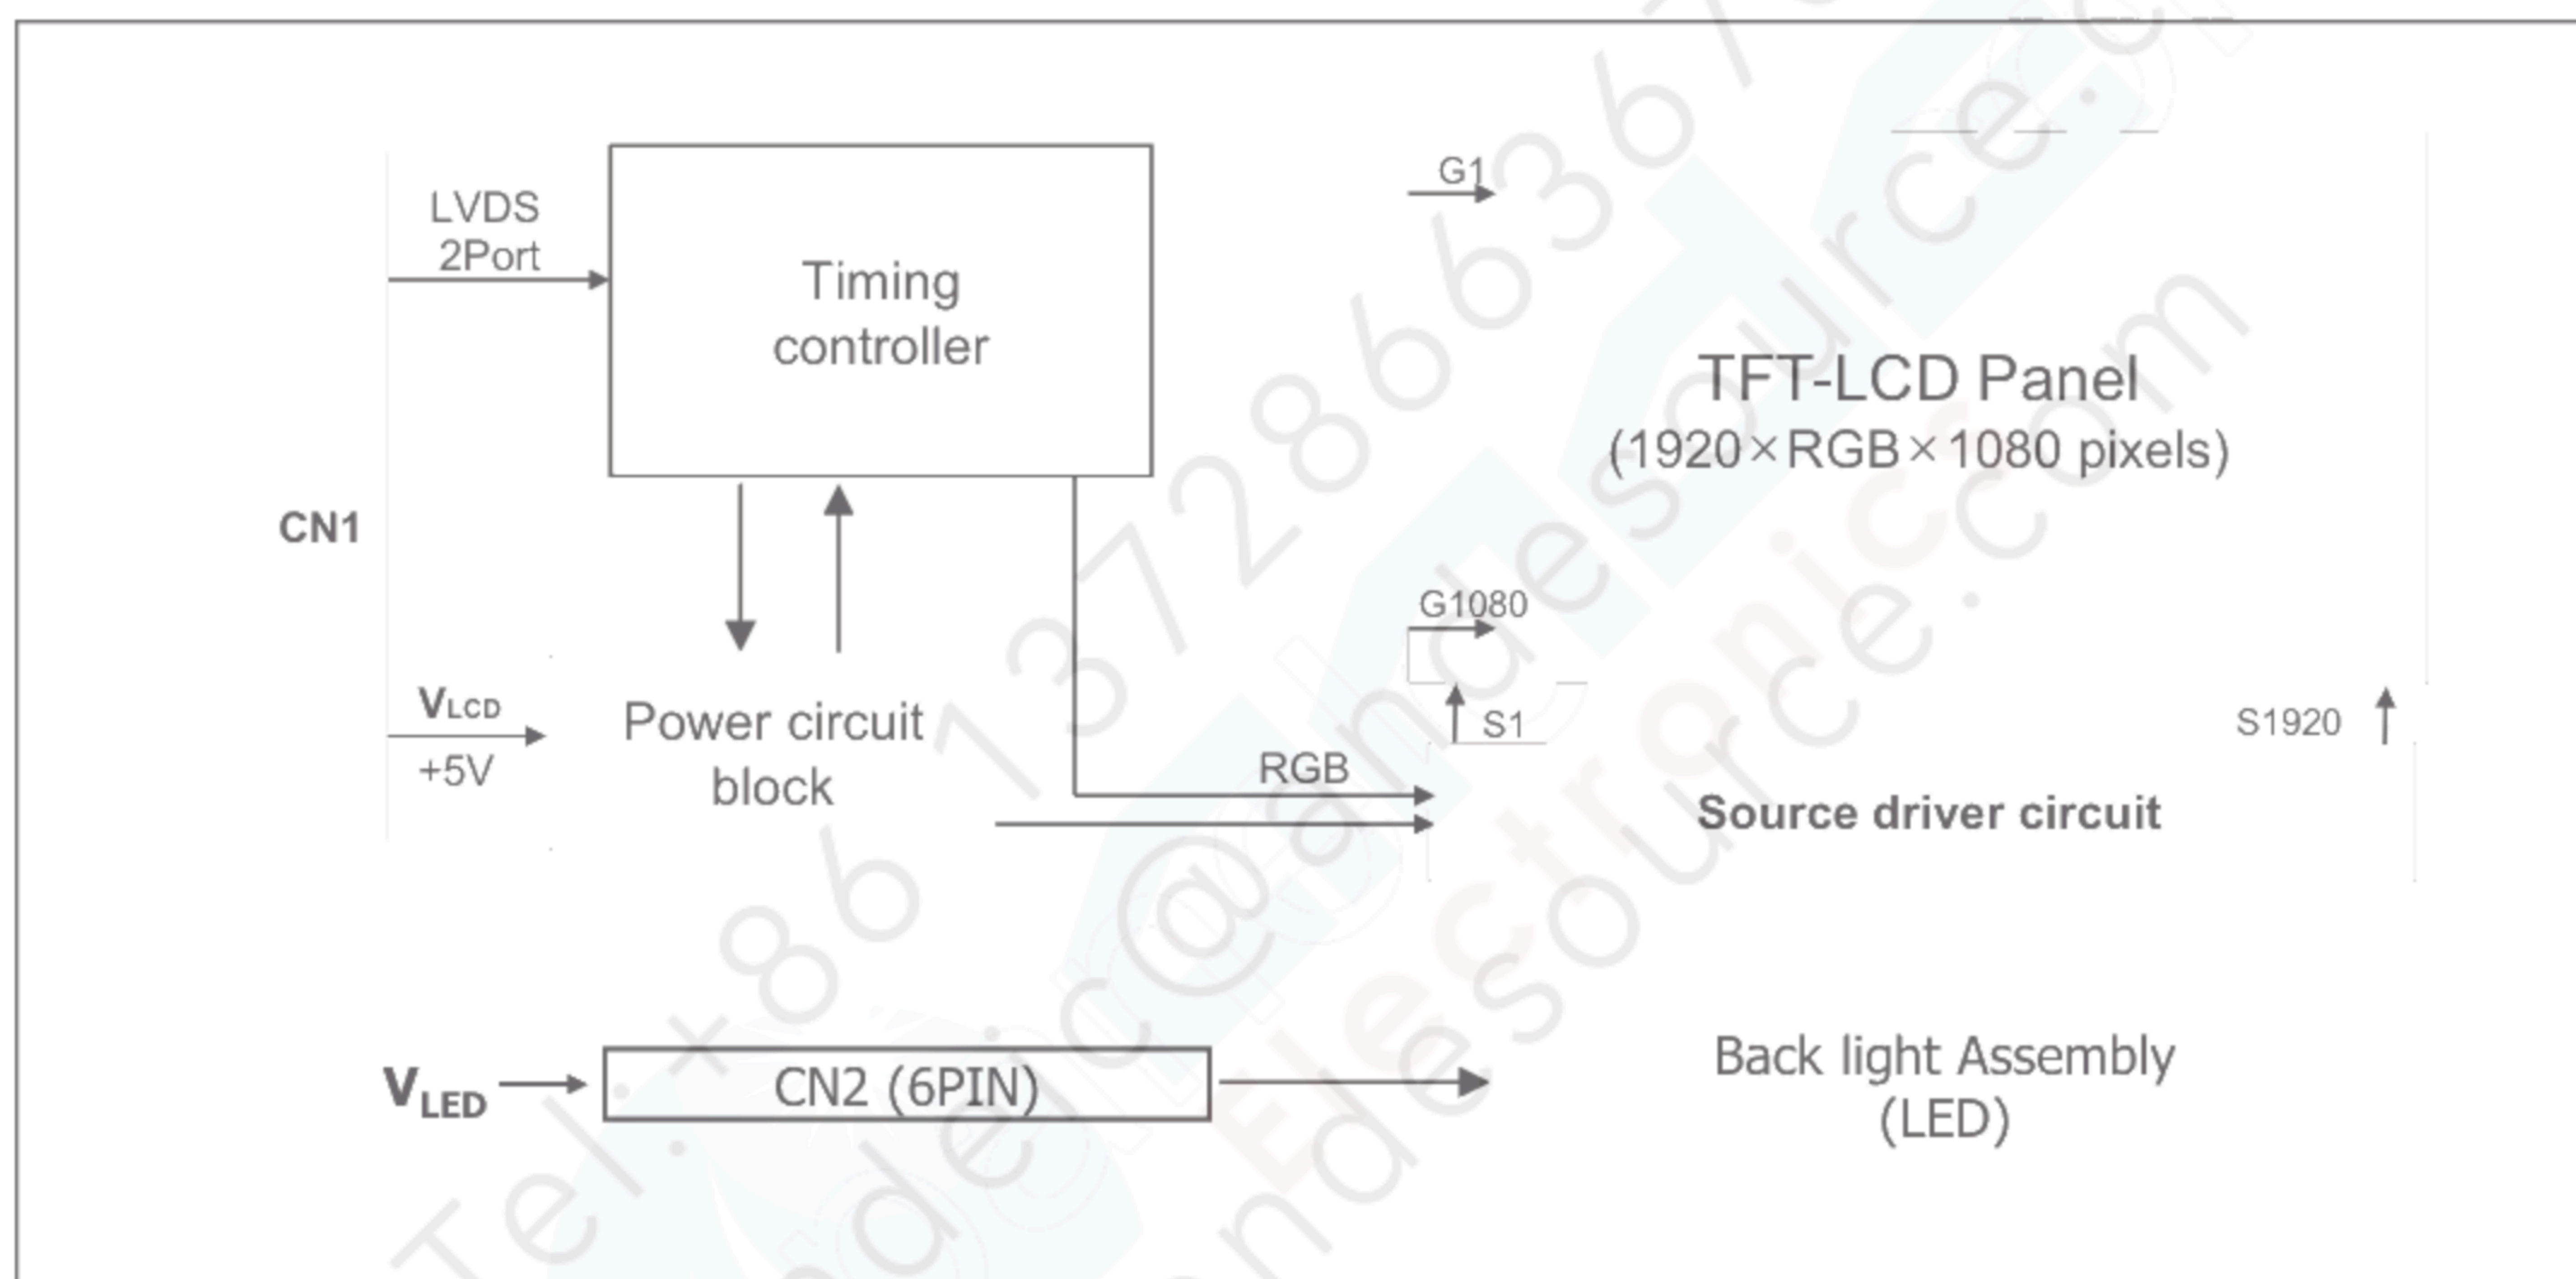 LVDS
2Port
Timing
controller
G1
TFT-LCD Panel
(1920×RGB×1080 pixels)
CN1
G1080
VLCD
+5V
Power circuit
block
S1
S1920
RGB
Source driver circuit
VLED
CN2 (6PIN)
Back light Assembly
(LED)
Electronics